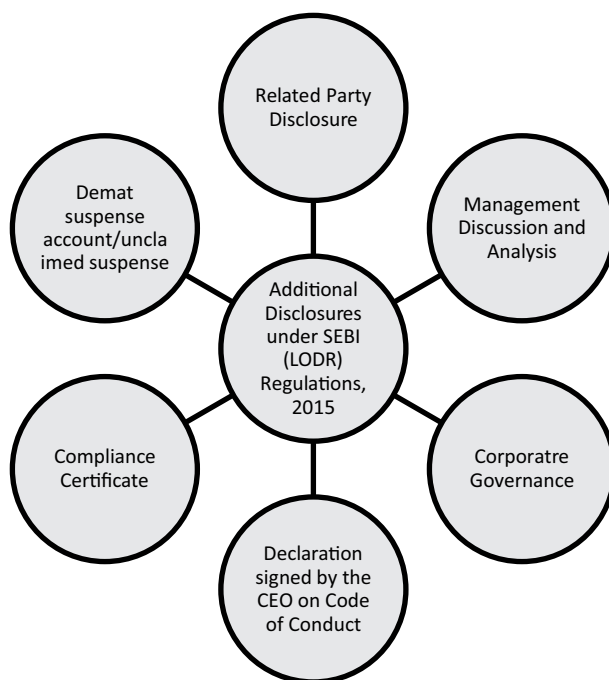 Related Party
Disclosure
Demat
suspense
account/uncla
imed suspense
Management
Discussion and
Analysis
Additional
Disclosures
under SEBI
(LODR)
Regulations,
2015
Compliance
Certificate
Corporatre
Governance
Declaration
signed by the
CEO on Code
of Conduct